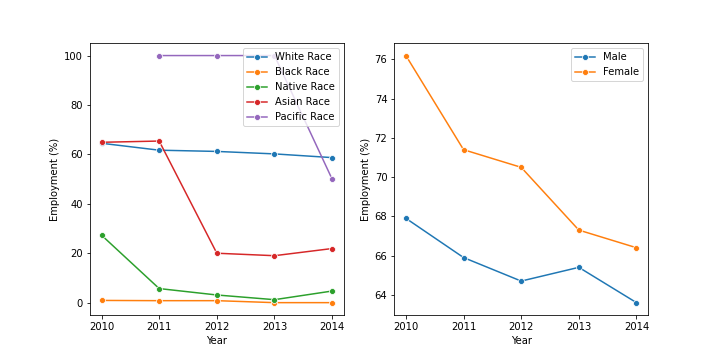 100
80
60
40
20
0
Employment (%)
2010 2011 2012 2013 2014
Year
White Race
Black Race
Native Race
Asian Race
Pacific Race
76
74
72
70
68
66
64
Employment (%)
2010 2011 2012 2013 2014
Year
Male
Female